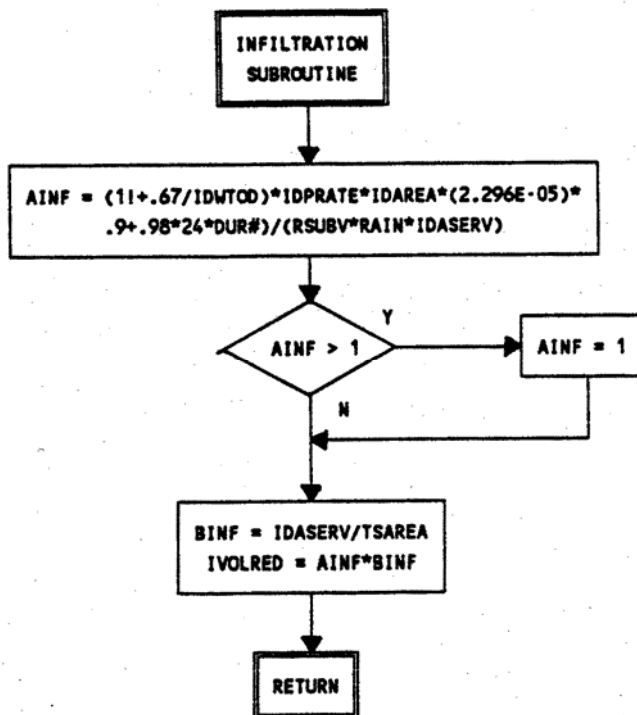 INFILTRATION
SUBROUTINE
AINF = (1!+.67/IDWTOD)*IDPRATE*IDAREA*(2.296E-05)*
.9+.98*24*DUR#)/(RSUBV*RAIN*IDASERV)
AINF > 1
Y
AINF = 1
N
BINF = IDASERV/TSAREA
IVOLRED = AINF*BINF
RETURN